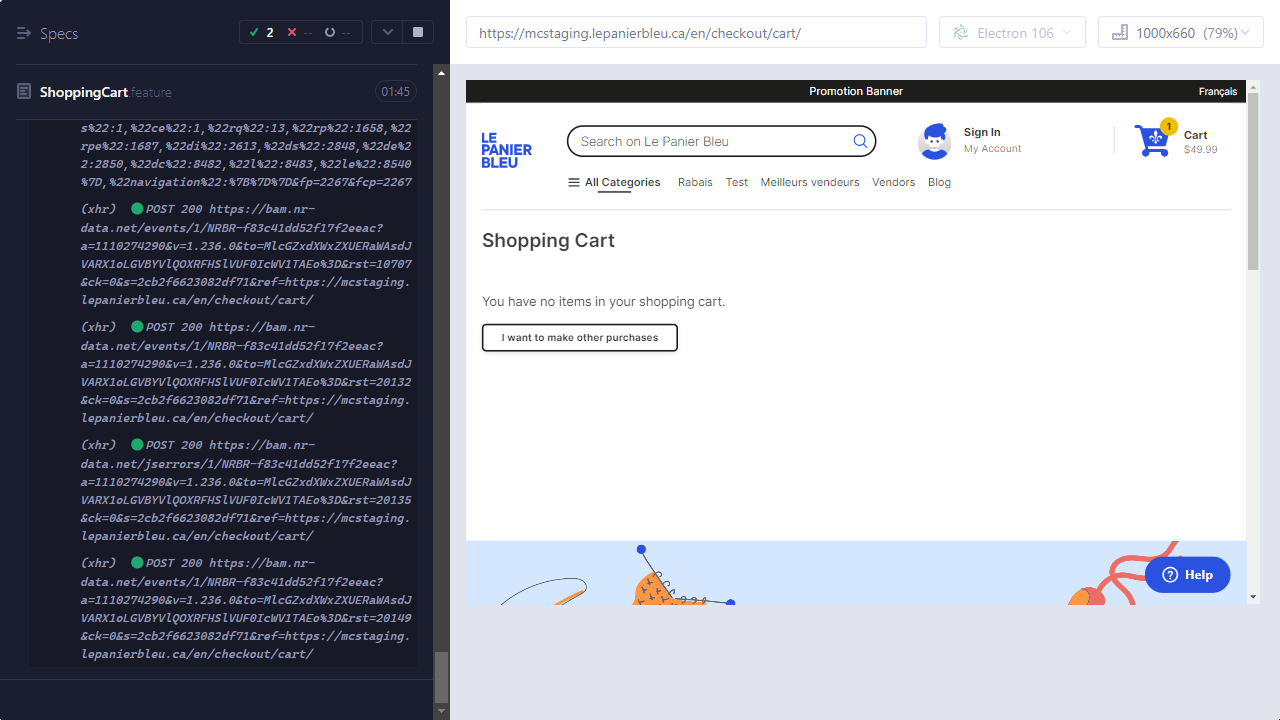 Specs
2
--
--
ShoppingCart.feature
01:45
s%22:1,%22ce%22:1,%22rq%22:13,%22rp%22:1658,%22
rpe%22:1687,%22di%22:2613,%22ds%22:2848,%22de%2
2:2850,%22dc%22:8482,%22l%22:8483,%22le%22:8540
%7D,%22navigation%22:%7B%7D%7D&fp=2267&fcp=2267
(xhr) POST 200 https://bam.nr-
data.net/events/1/NRBR-f83c41dd52f17f2eeac?
a=1110274290&v=1.236.0&to=MlcGZxdXWxZXUERaWAsdJ
VARX1oLGVBYVlQOXRFHSlVUF0IcWV1TAEo%3D&rst=10707
&ck=0&s=2cb2f6623082df71&ref=https://mcstaging.
lepanierbleu.ca/en/checkout/cart/
(xhr) POST 200 https://bam.nr-
data.net/events/1/NRBR-f83c41dd52f17f2eeac?
a=1110274290&v=1.236.0&to=MlcGZxdXWxZXUERaWAsdJ
VARX1oLGVBYVlQOXRFHSlVUF0IcWV1TAEo%3D&rst=20132
&ck=0&s=2cb2f6623082df71&ref=https://mcstaging.
lepanierbleu.ca/en/checkout/cart/
(xhr) POST 200 https://bam.nr-
data.net/jserrors/1/NRBR-f83c41dd52f17f2eeac?
a=1110274290&v=1.236.0&to=MlcGZxdXWxZXUERaWAsdJ
VARX1oLGVBYVlQOXRFHSlVUF0IcWV1TAEo%3D&rst=20135
&ck=0&s=2cb2f6623082df71&ref=https://mcstaging.
lepanierbleu.ca/en/checkout/cart/
(xhr) POST 200 https://bam.nr-
data.net/events/1/NRBR-f83c41dd52f17f2eeac?
a=1110274290&v=1.236.0&to=MlcGZxdXWxZXUERaWAsdJ
VARX1oLGVBYVlQOXRFHSlVUF0IcWV1TAEo%3D&rst=20149
&ck=0&s=2cb2f6623082df71&ref=https://mcstaging.
lepanierbleu.ca/en/checkout/cart/
https://mcstaging.lepanierbleu.ca/en/checkout/cart/
Electron 106
1000x660 (79%)
Promotion Banner
Français
LE
PANIER
BLEU
Search on Le Panier Bleu
Sign In
My Account
1
Cart
$49.99
All Categories Rabais Test Meilleurs vendeurs Vendors Blog
Shopping Cart
You have no items in your shopping cart.
I want to make other purchases
Help